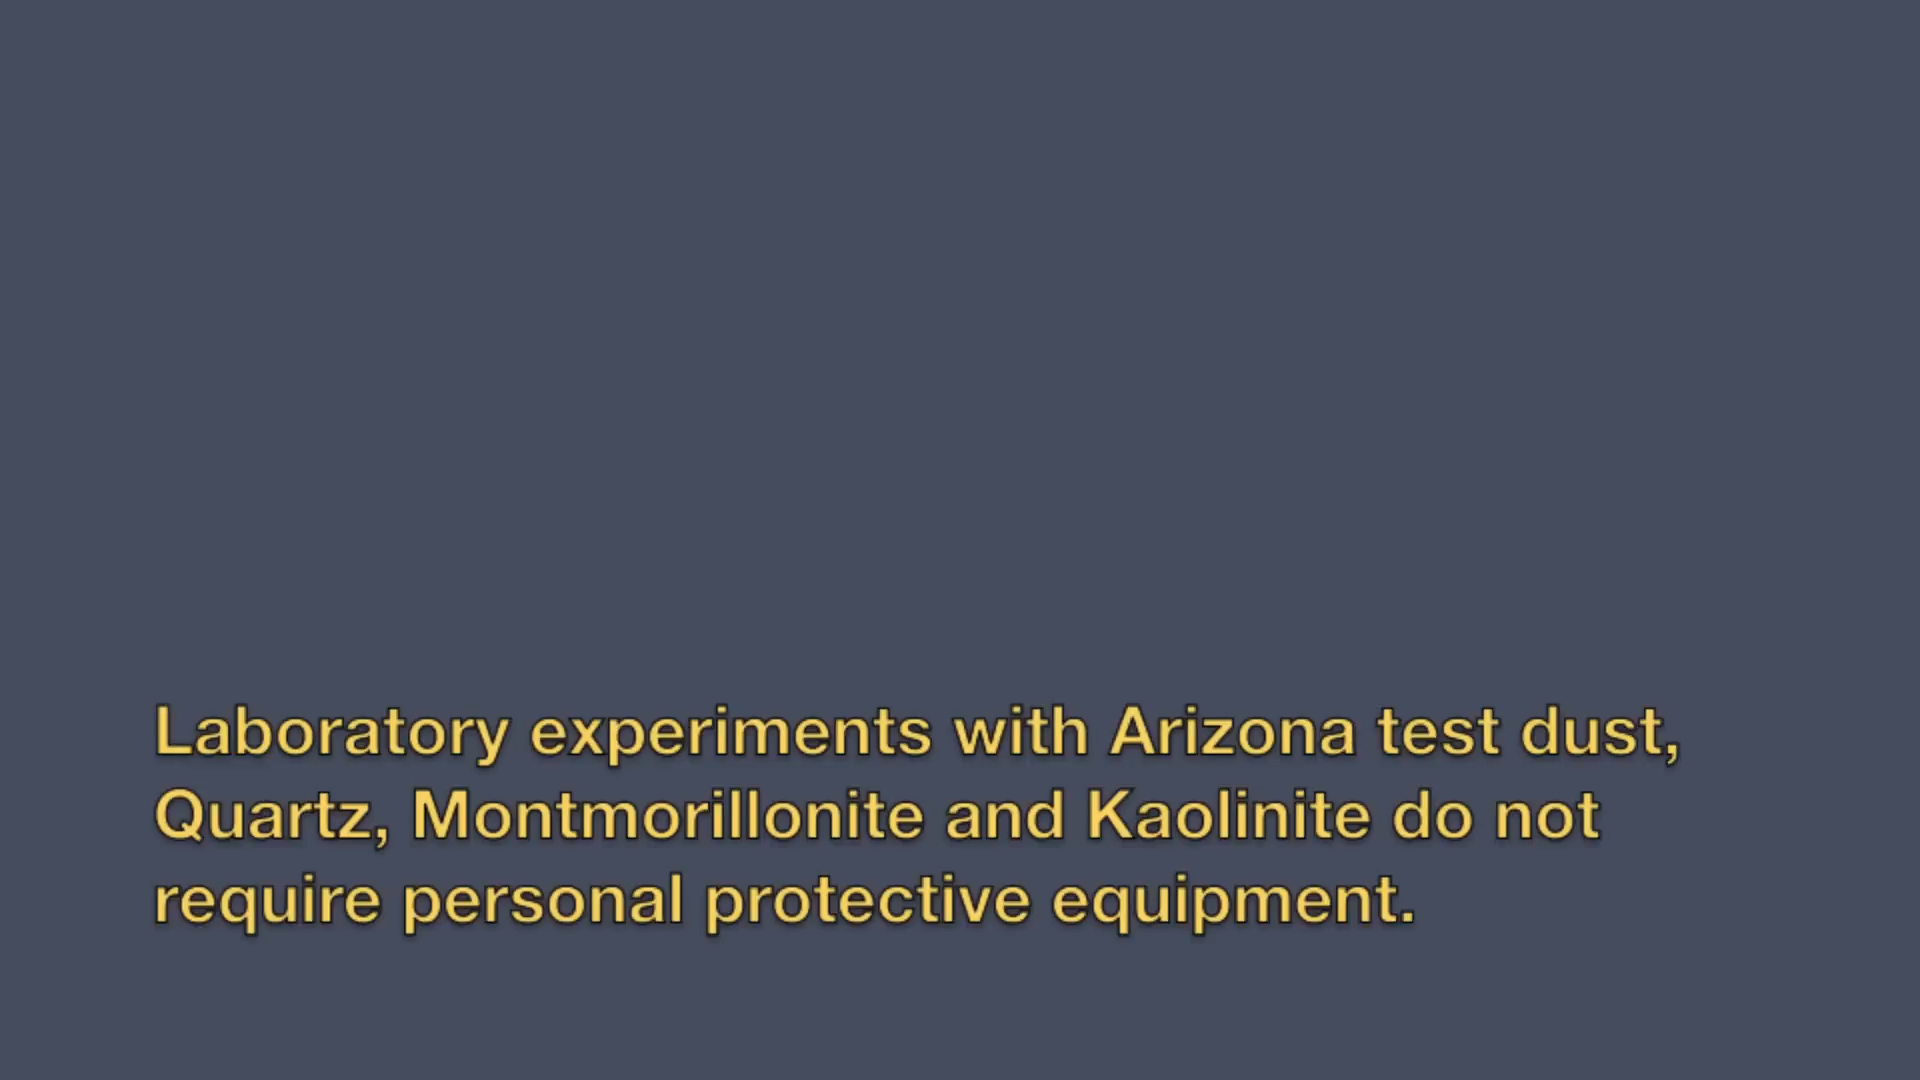 Laboratory experiments with Arizona test dust,
Quartz, Montmorillonite and Kaolinite do not
require personal protective equipment.